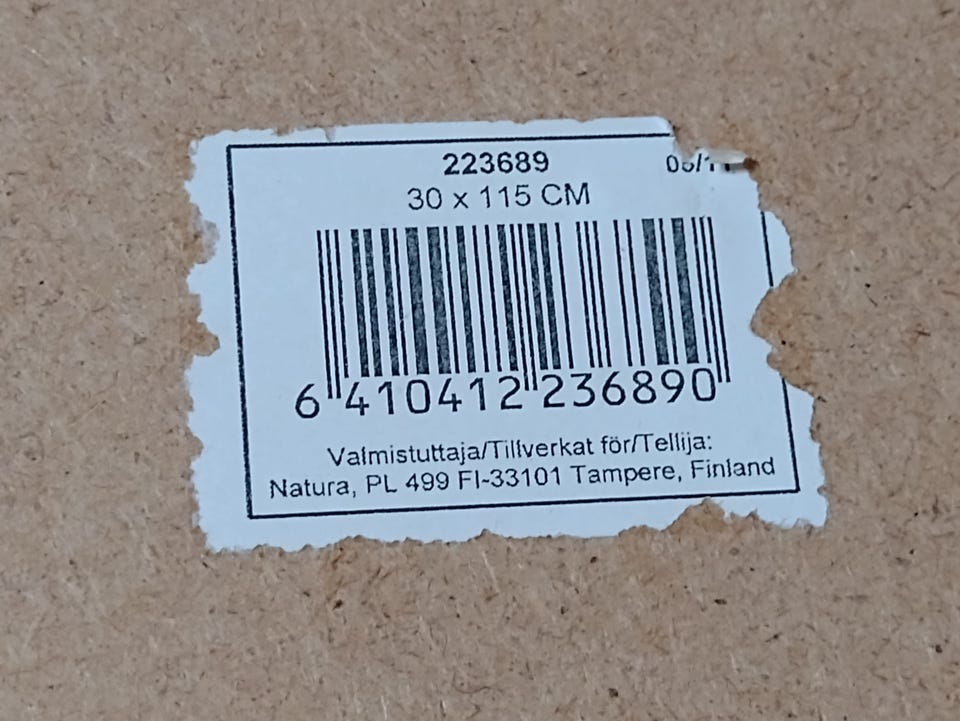 223689
30 x 115 CM
6 410412 236890
Valmistuttaja/Tillverkat för/Tellija:
Natura, PL 499 FI-33101 Tampere, Finland